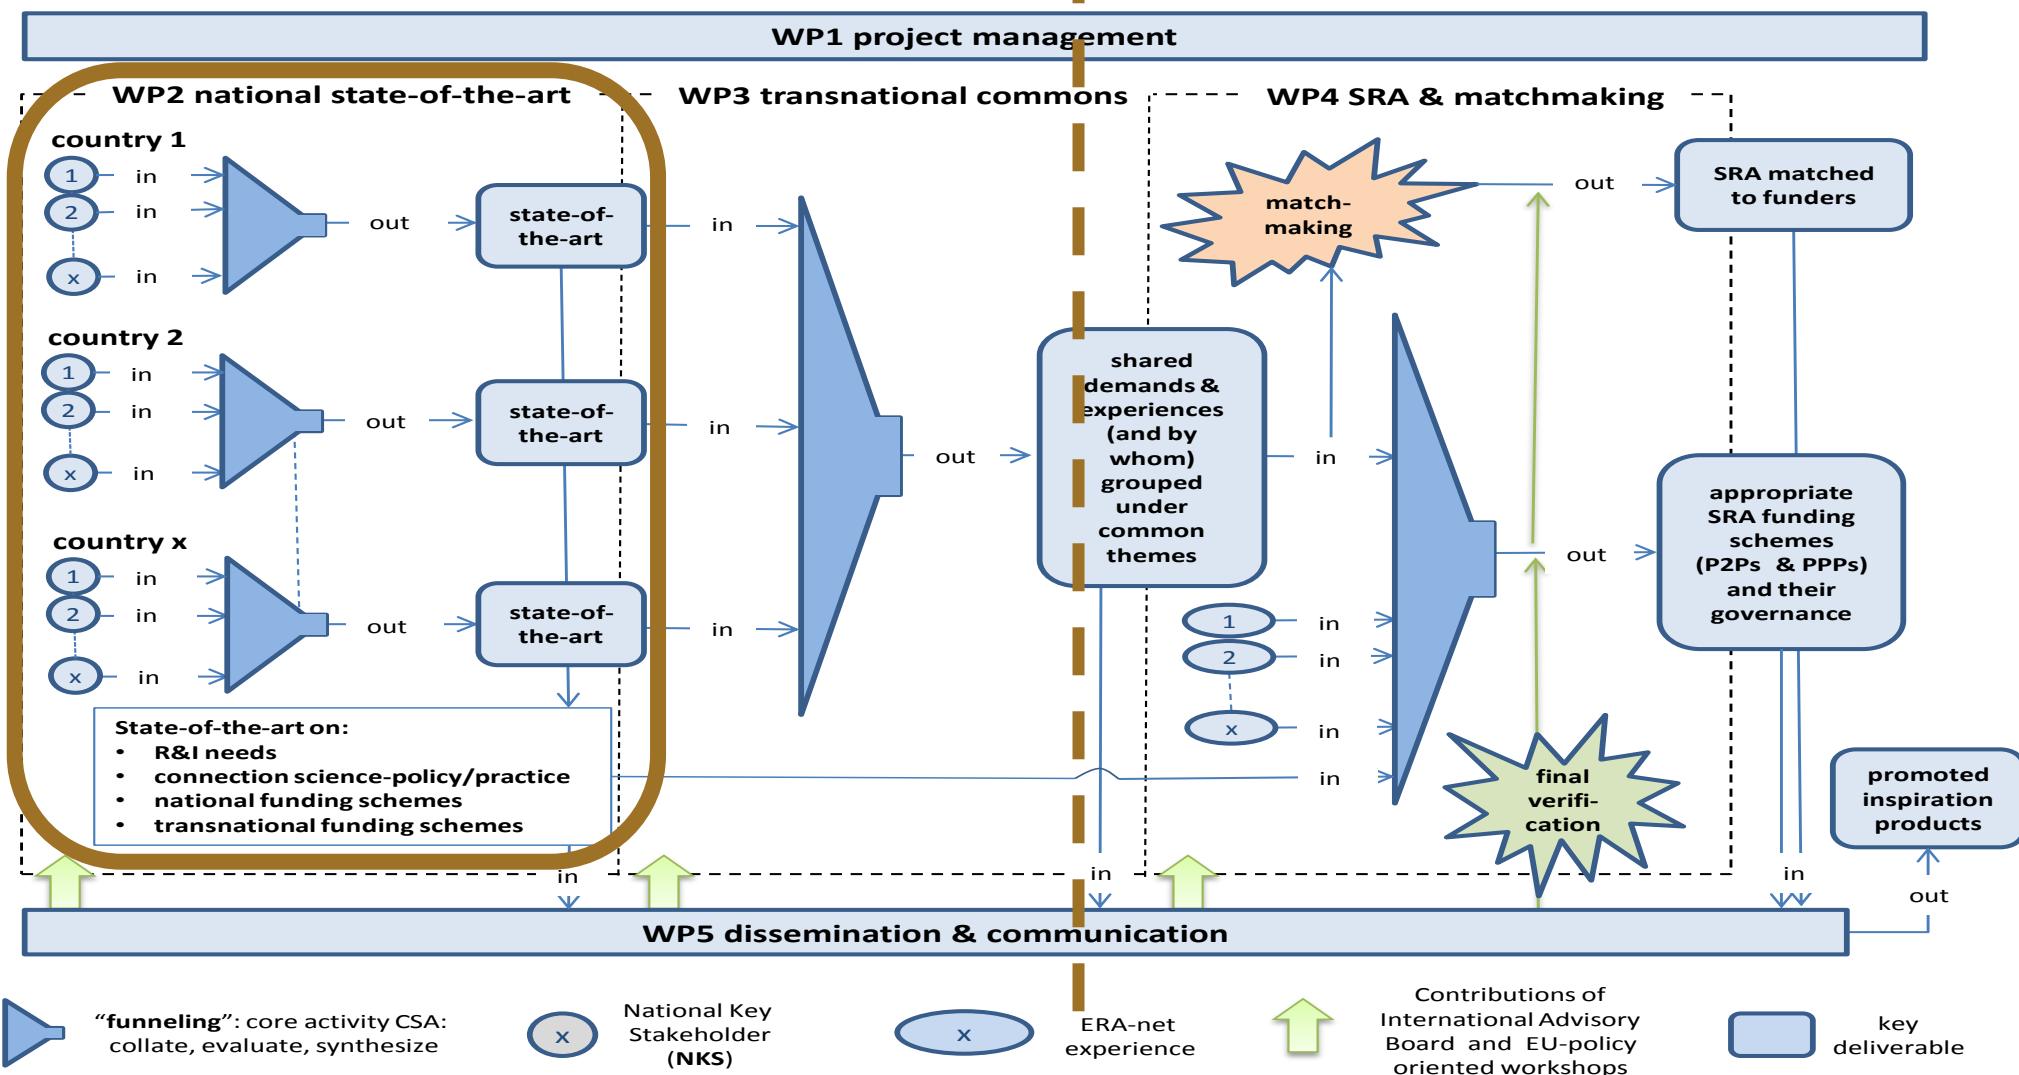 WP1 project management
WP2 national state-of-the-art
WP3 transnational commons
WP4 SRA & matchmaking
country 1
1
in
2
in
x
in
out
state-of-
the-art
in
country 2
1
in
2
in
x
in
out
state-of-
the-art
in
country x
1
in
2
in
x
in
out
state-of-
the-art
in
State-of-the-art on:
• R&I needs
• connection science-policy/practice
• national funding schemes
• transnational funding schemes
in
out
shared
demands &
experiences
(and by
whom)
grouped
under
common
themes
in
match-
making
out
SRA matched
to funders
in
1
in
2
in
x
in
in
out
appropriate
SRA funding
schemes
(P2Ps & PPPs)
and their
governance
final
verifi-
cation
in
promoted
inspiration
products
out
WP5 dissemination & communication
"funneling": core activity CSA:
collate, evaluate, synthesize
x
National Key
Stakeholder
(NKS)
x
ERA-net
experience
Contributions of
International Advisory
Board and EU-policy
oriented workshops
key
deliverable